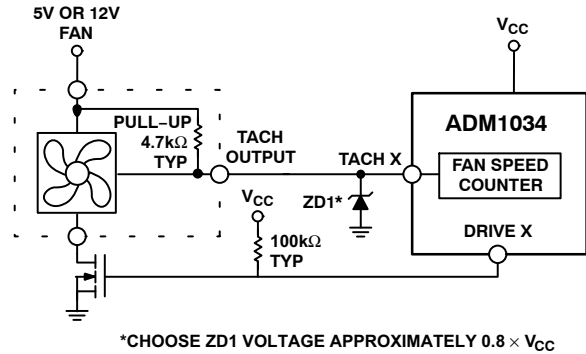 5V OR 12V
FAN
VCC
PULL–UP
4.7kΩ
TYP
TACH
OUTPUT
TACH X
ADM1034
FAN SPEED
COUNTER
ZD1*
VCC
100kΩ
TYP
DRIVE X
*CHOOSE ZD1 VOLTAGE APPROXIMATELY 0.8 × VCC